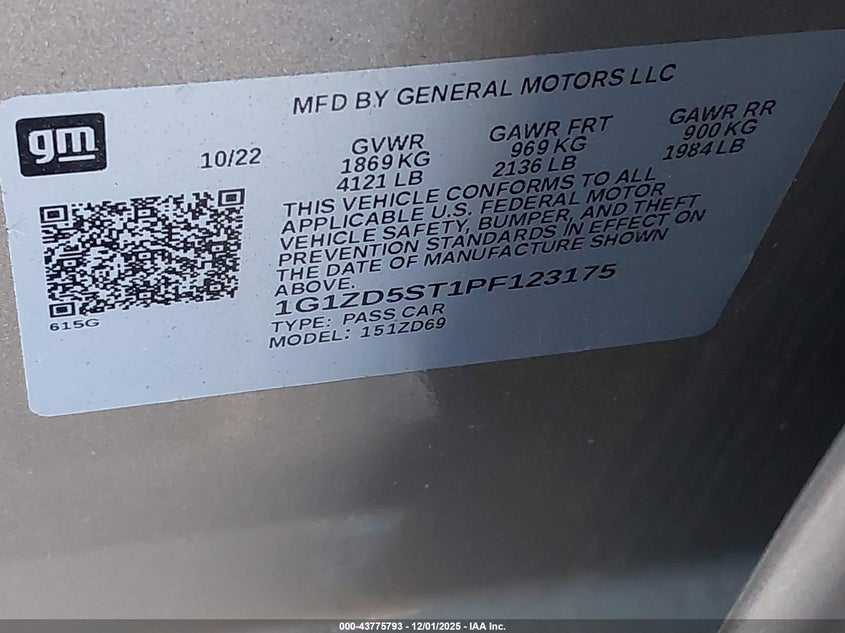 MFD BY GENERAL MOTORS LLC
gm
10/22
GVWR
1869 KG
4121 LB
GAWR FRT
969 KG
2136 LB
GAWR RR
900 KG
1984 LB
THIS VEHICLE CONFORMS TO ALL
APPLICABLE U.S. FEDERAL MOTOR
VEHICLE SAFETY, BUMPER, AND THEFT
PREVENTION STANDARDS IN EFFECT ON
THE DATE OF MANUFACTURE SHOWN
ABOVE.
1G1ZD5ST1PF123175
TYPE: PASS CAR
MODEL: 151ZD69
615G
000-43775793 - 12/01/2025 - IAA Inc.